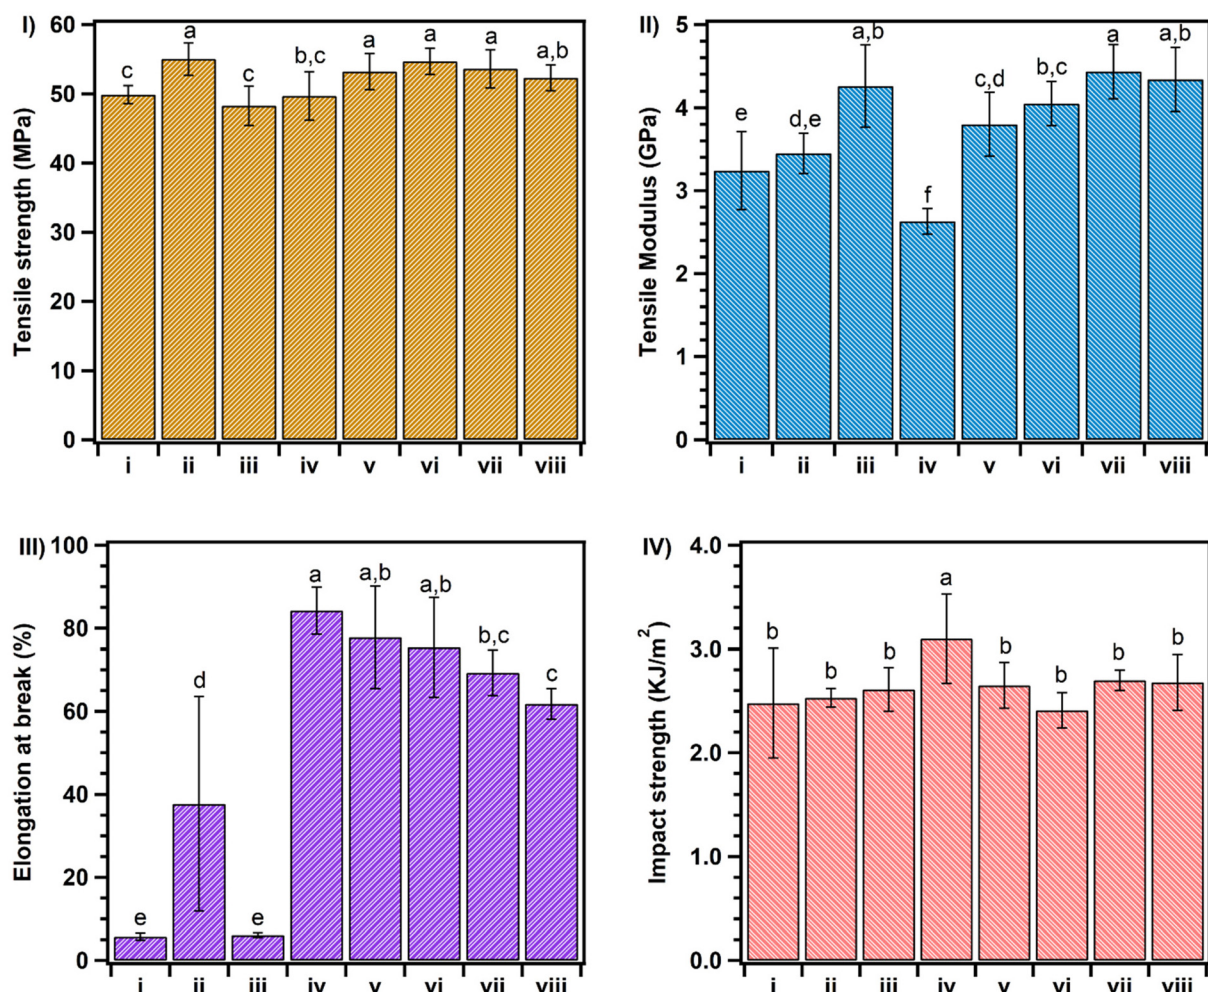 I)
Tensile strength (MPa)
60
50
40
30
20
10
0
c a c b,c a a a a,b
i ii iii iv v vi vii viii
II)
Tensile Modulus (GPa)
5
4
3
2
1
0
e d,e a,b f c,d b,c a a,b
i ii iii iv v vi vii viii
III)
Elongation at break (%)
100
80
60
40
20
0
e d e a a,b a,b b,c c
i ii iii iv v vi vii viii
IV)
Impact strength (KJ/m²)
4.0
3.0
2.0
1.0
0.0
b b b a b b b b
i ii iii iv v vi vii viii